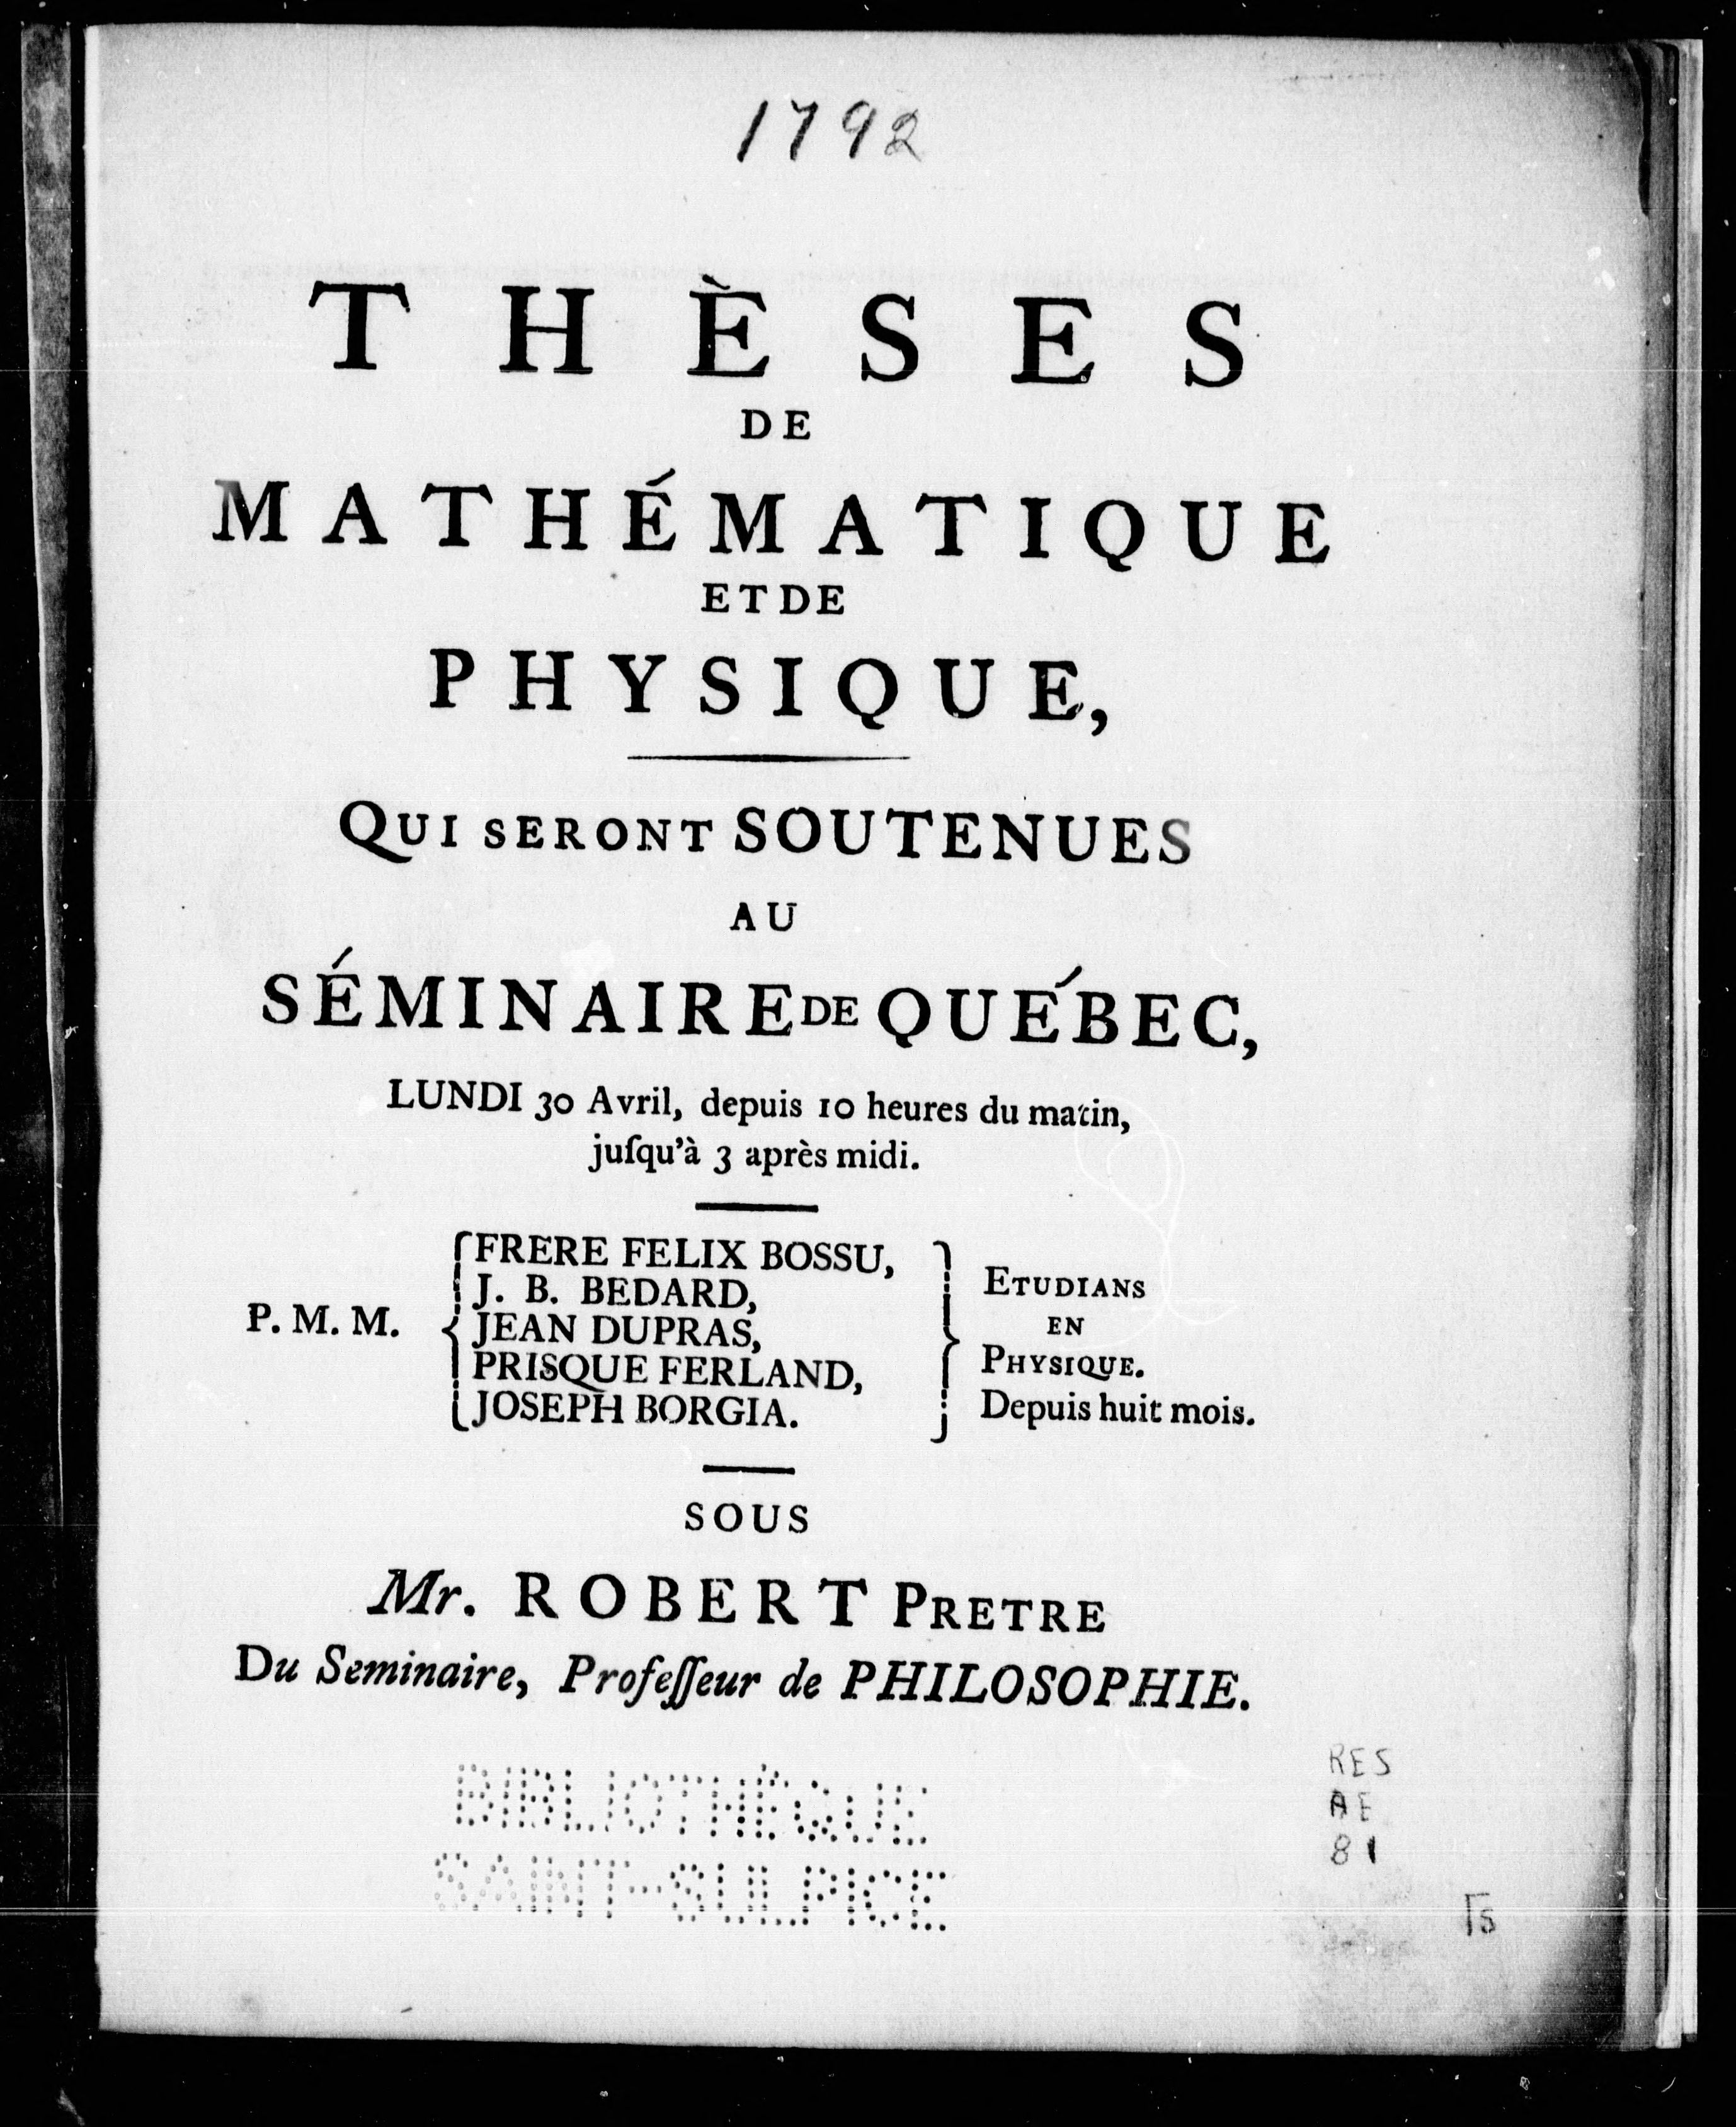 1792
THÈSES
DE
MATHÉMATIQUE
ET DE
PHYSIQUE,
QUI SERONT SOUTENUES
AU
SÉMINAIRE DE QUÉBEC,
LUNDI 30 Avril, depuis 10 heures du matin,
juſqu'à 3 après midi.
FRERE FELIX BOSSU,
J. B. BEDARD,
P. M. M. JEAN DUPRAS,
PRISQUE FERLAND,
JOSEPH BORGIA.
ETUDIANS
EN
PHYSIQUE.
Depuis huit mois.
SOUS
Mr. ROBERT PRETRE
Du Seminaire, Profeſſeur de PHILOSOPHIE.
BIBLIOTHÈQUE
SAINT-SULPICE
RES
AE
81